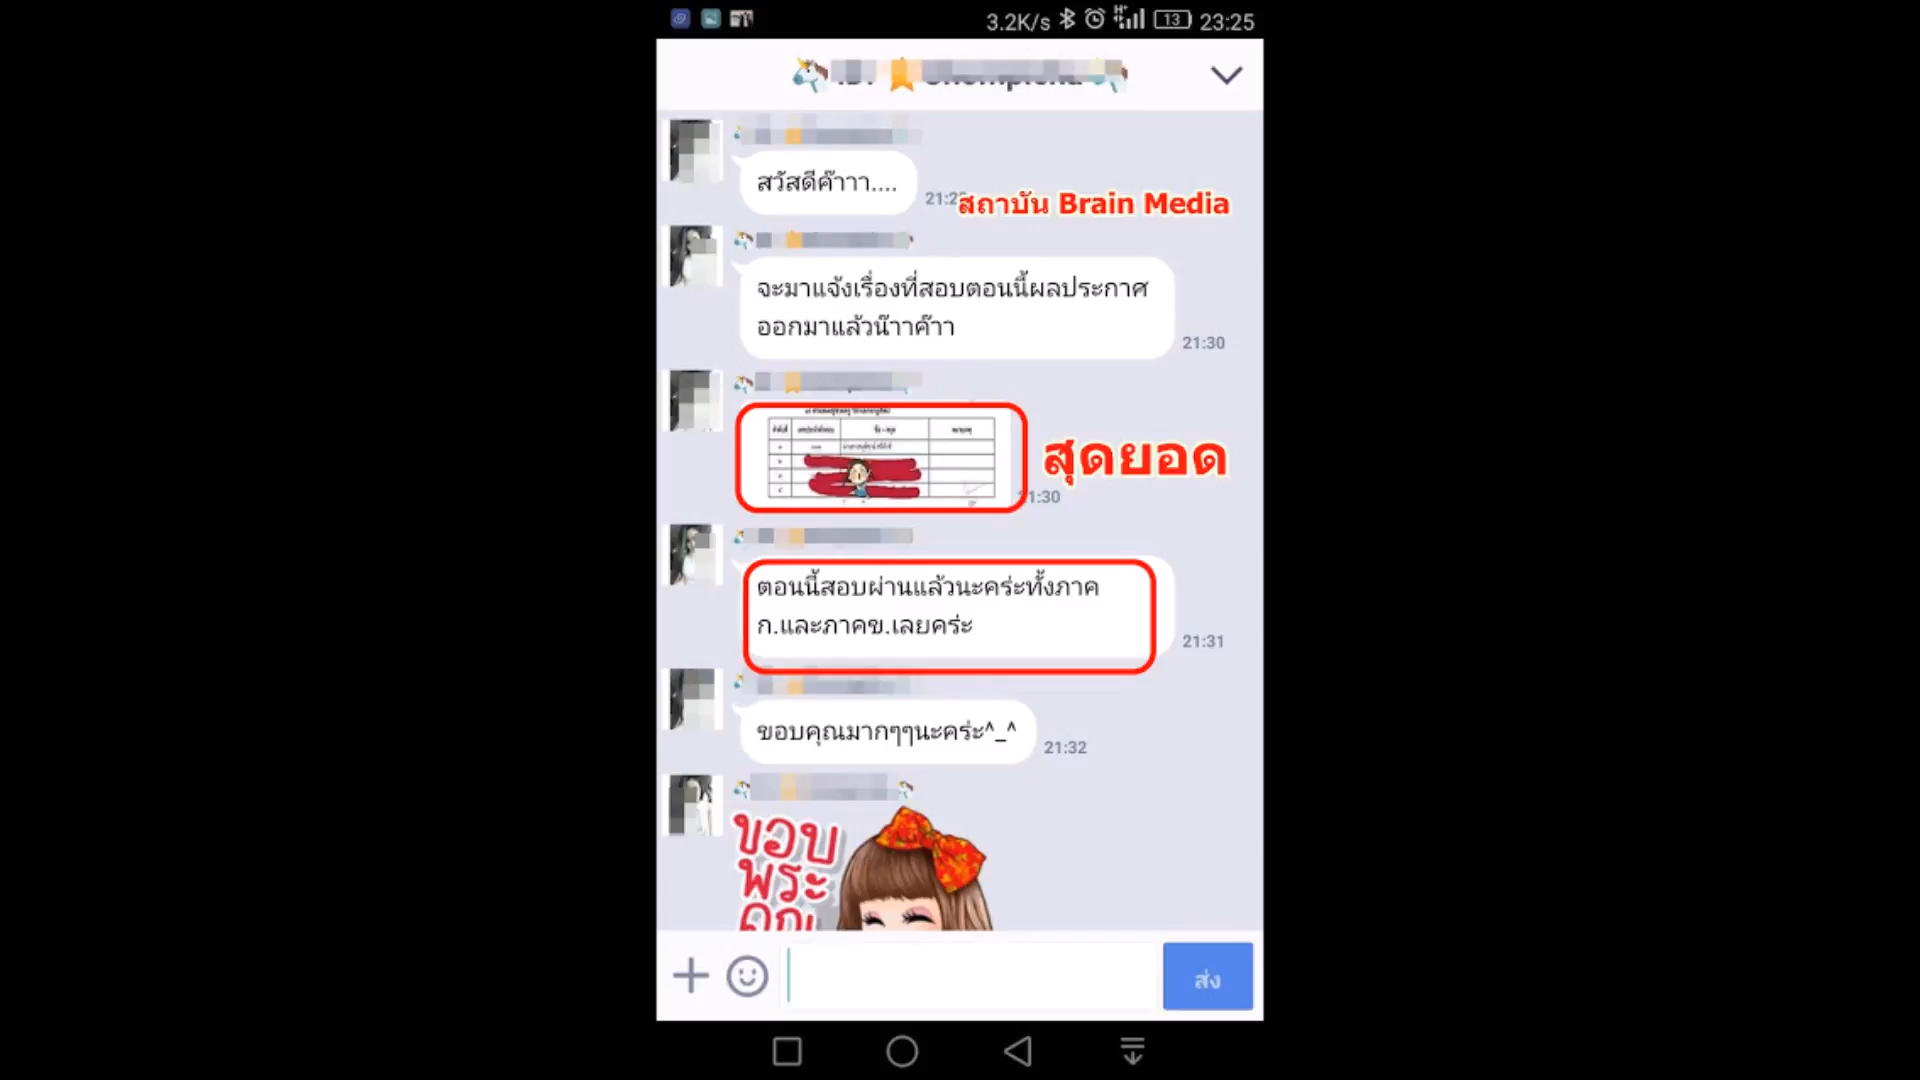 3.2K/s
13
23:25
สวัสดีค๊าาา....
สถาบัน Brain Media
จะมาแจ้งเรื่องที่สอบตอนนี้ผลประกาศ
ออกมาแล้วน๊าาค๊าา
21:30
สุดยอด
ตอนนี้สอบผ่านแล้วนะคร่ะทั้งภาค
ก.และภาคข.เลยคร่ะ
21:31
ขอบคุณมากๆๆนะคร่ะ^_^
21:32
ขอบ
พระ
คุณ
ส่ง